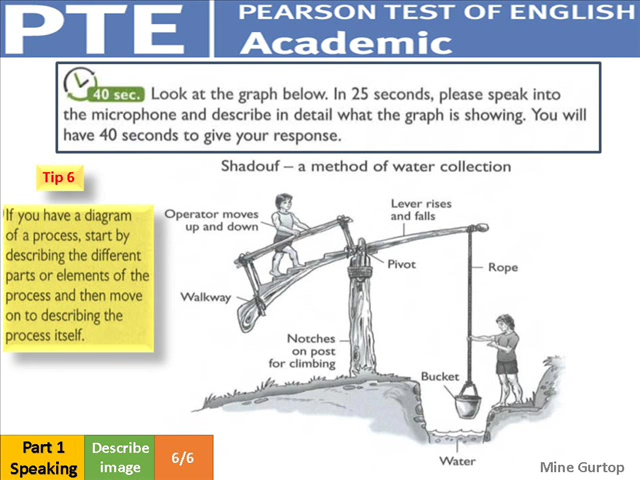 PTE
PEARSON TEST OF ENGLISH
Academic
40 sec. Look at the graph below. In 25 seconds, please speak into
the microphone and describe in detail what the graph is showing. You will
have 40 seconds to give your response.
Tip 6
If you have a diagram
of a process, start by
describing the different
parts or elements of the
process and then move
on to describing the
process itself.
Shadouf – a method of water collection
Operator moves
up and down
Lever rises
and falls
Pivot
Rope
Walkway
Notches
on post
for climbing
Bucket
Water
Part 1
Speaking
Describe
image
6/6
Mine Gurtop